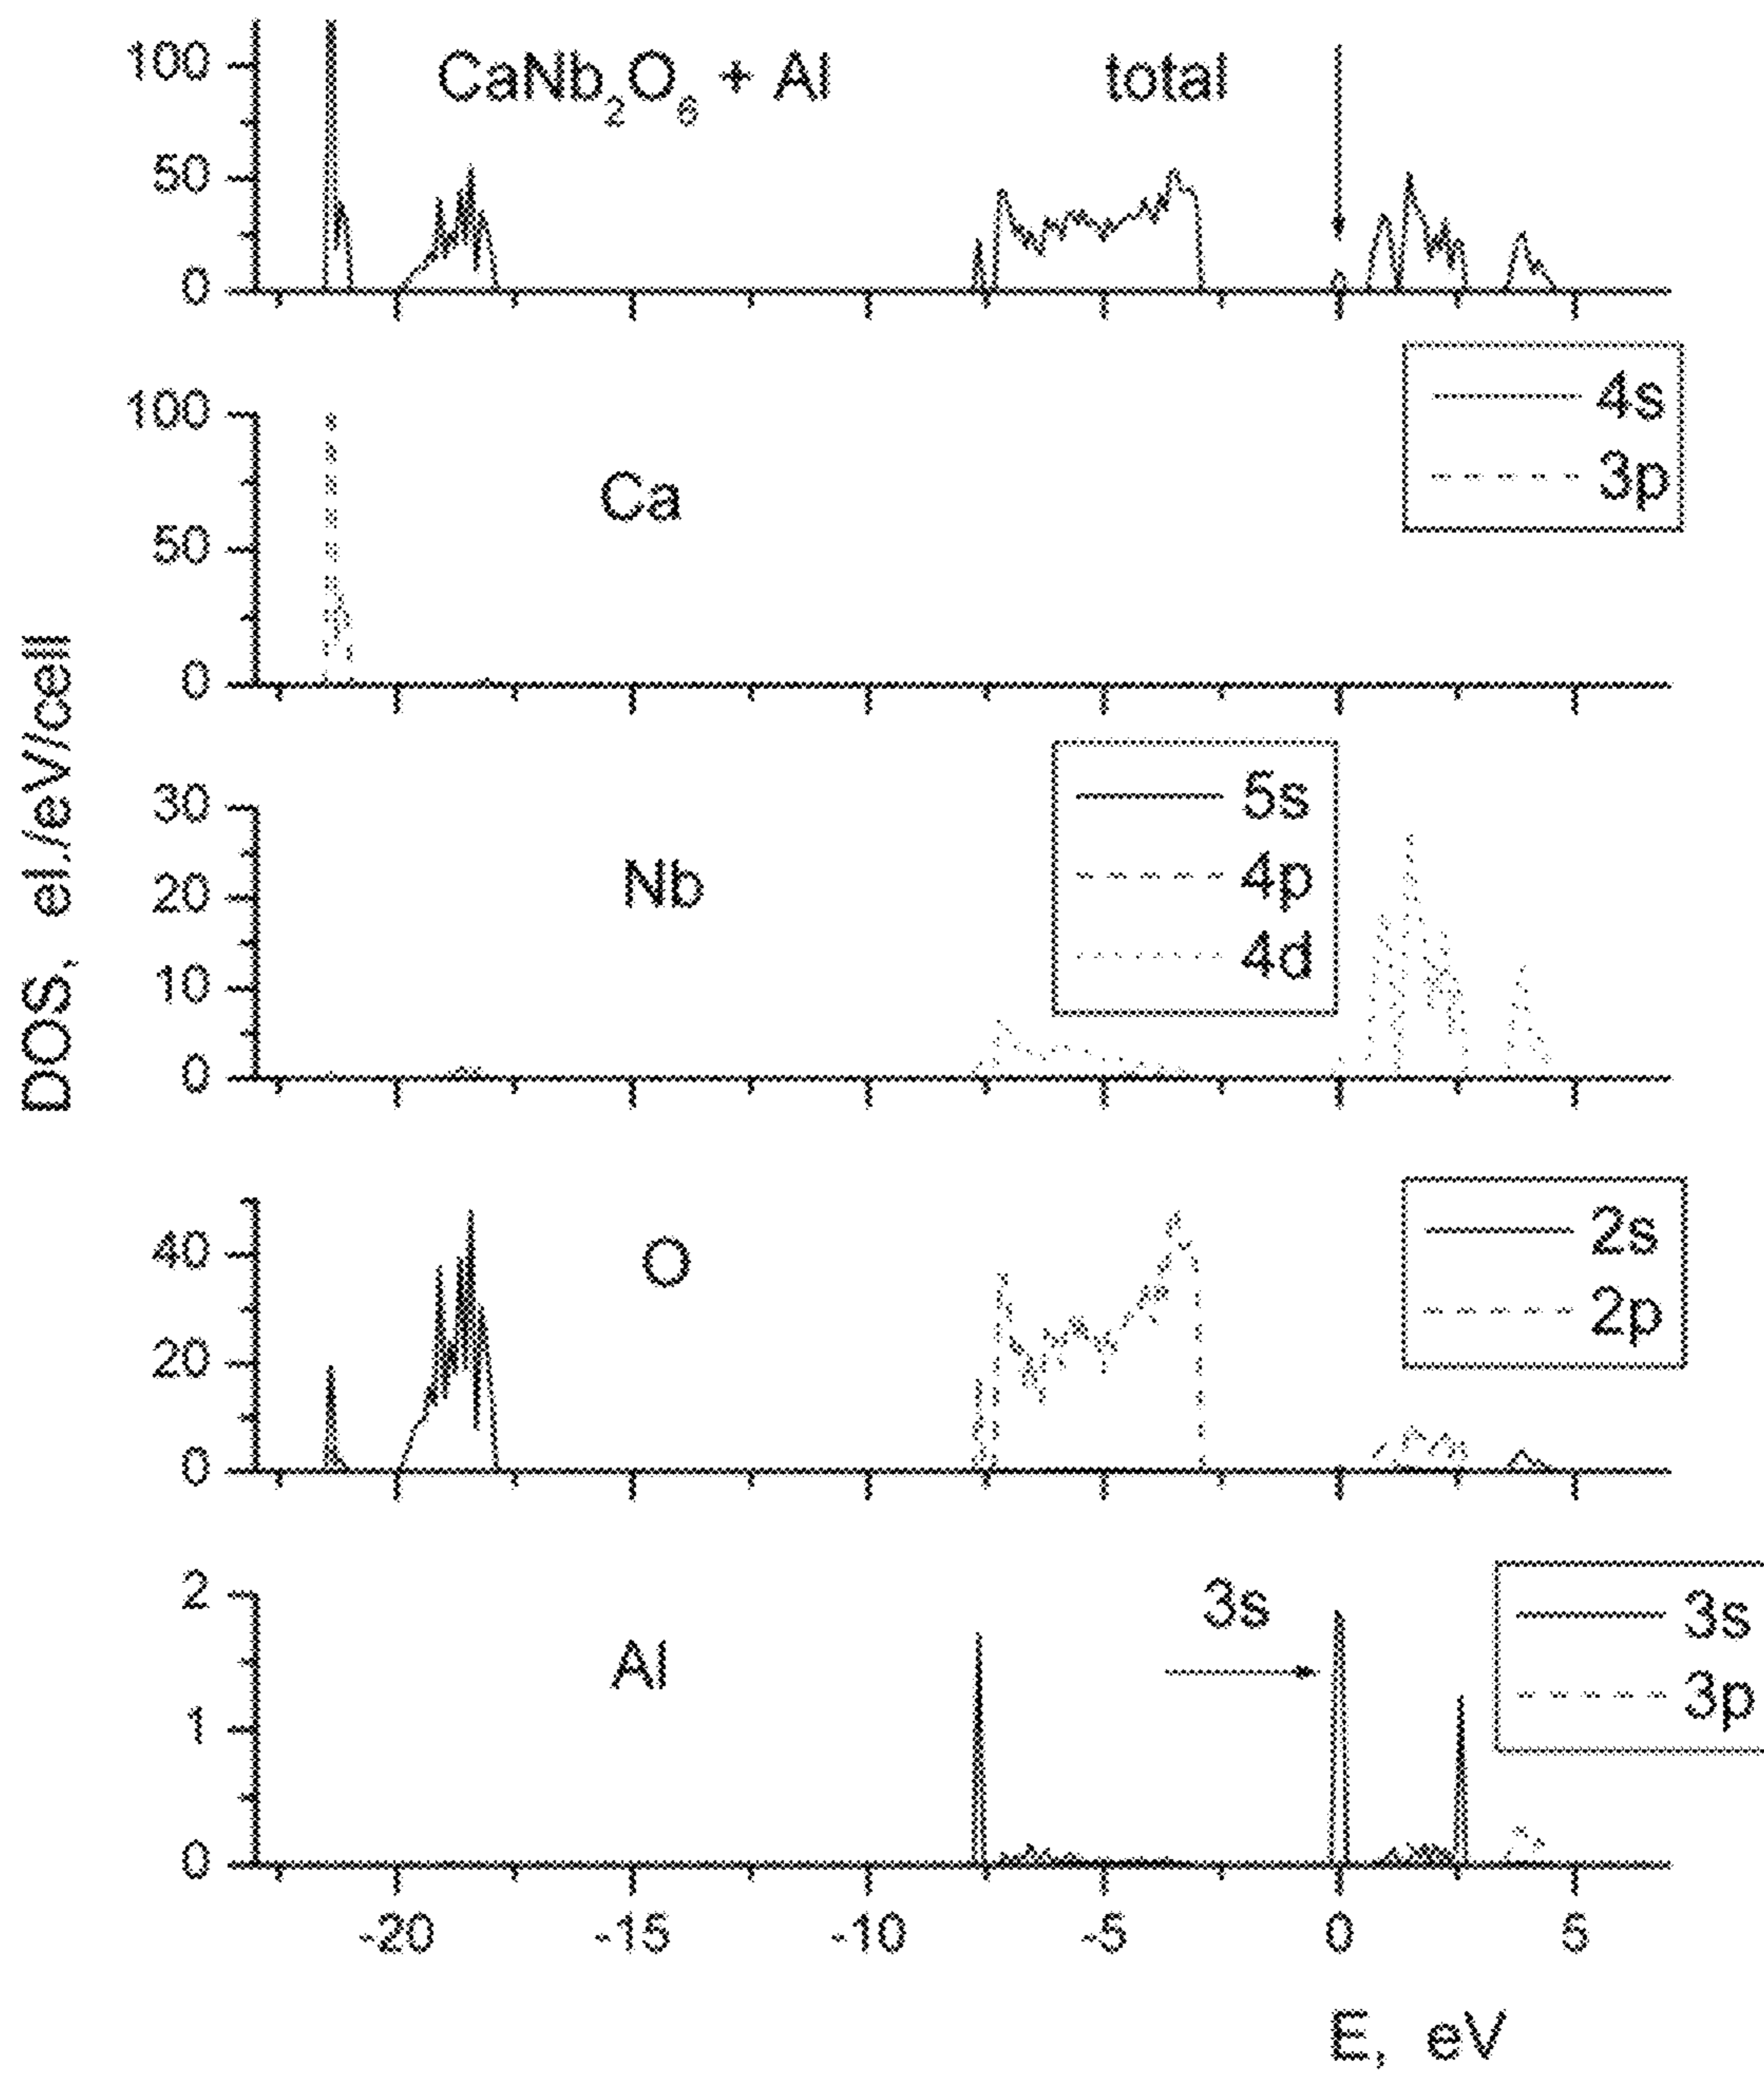 CaNb2O6 + Al
total
100
50
0
4s
3p
Ca
100
50
0
DOS, el./eV/cell
5s
4p
4d
Nb
30
20
10
0
2s
2p
O
40
20
0
3s
3s
3p
Al
2
1
0
-20 -15 -10 -5 0 5
E, eV